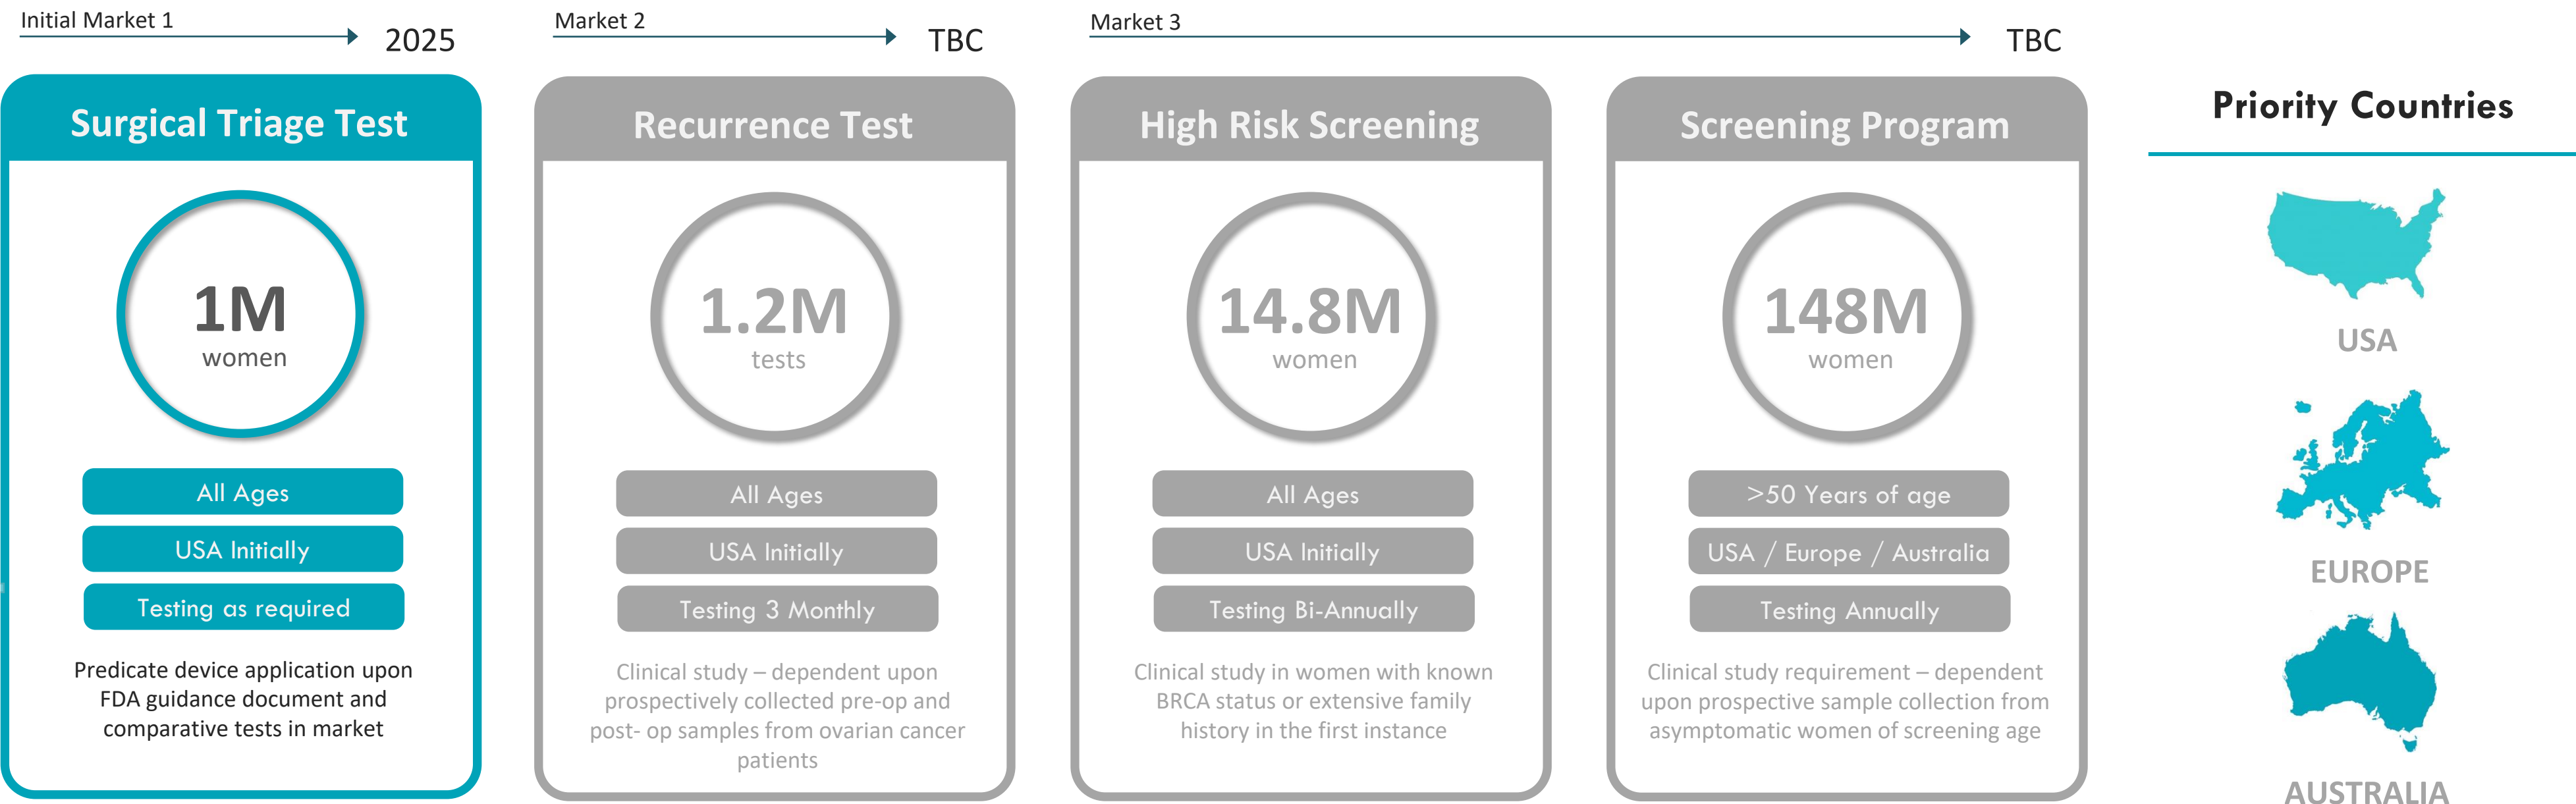 Initial Market 1
2025
Surgical Triage Test
1M
women
All Ages
USA Initially
Testing as required
Predicate device application upon
FDA guidance document and
comparative tests in market
Market 2
TBC
Recurrence Test
1.2M
tests
All Ages
USA Initially
Testing 3 Monthly
Clinical study – dependent upon
prospectively collected pre-op and
post- op samples from ovarian cancer
patients
Market 3
TBC
High Risk Screening
14.8M
women
All Ages
USA Initially
Testing Bi-Annually
Clinical study in women with known
BRCA status or extensive family
history in the first instance
Screening Program
148M
women
>50 Years of age
USA / Europe / Australia
Testing Annually
Clinical study requirement – dependent
upon prospective sample collection from
asymptomatic women of screening age
Priority Countries
USA
EUROPE
AUSTRALIA